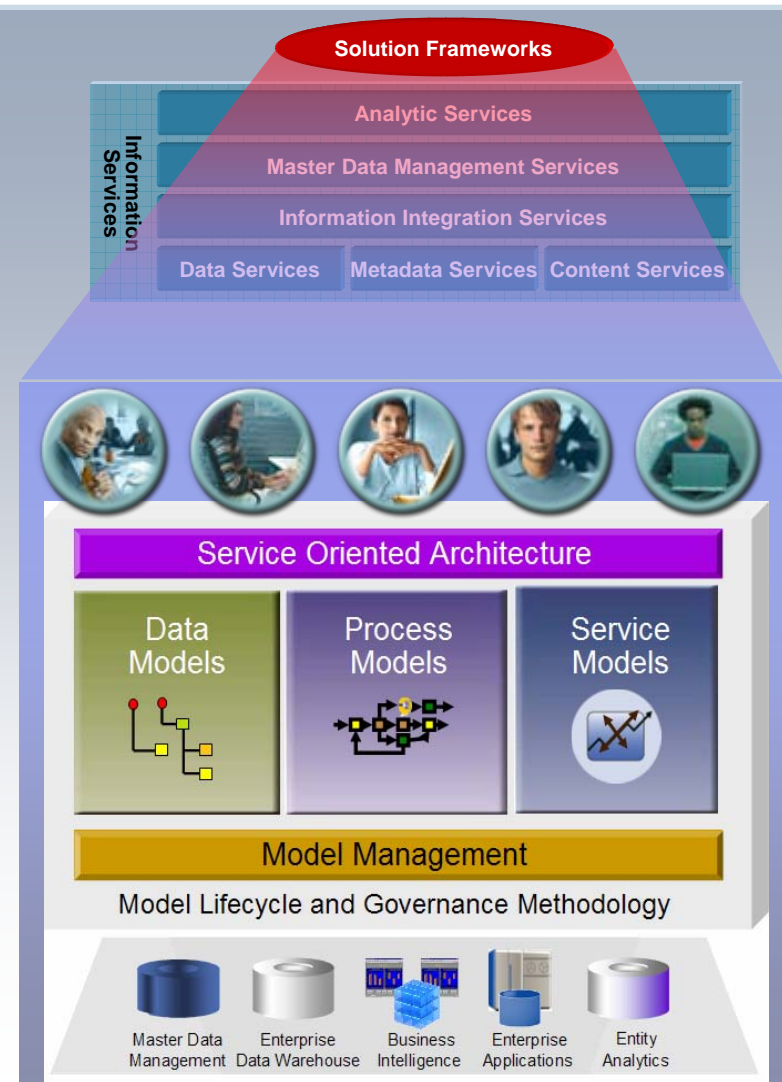 Solution Frameworks
Information
Services
Analytic Services
Master Data Management Services
Information Integration Services
Data Services
Metadata Services
Content Services
Service Oriented Architecture
Data
Models
Process
Models
Service
Models
Model Management
Model Lifecycle and Governance Methodology
Master Data
Management
Enterprise
Data Warehouse
Business
Intelligence
Enterprise
Applications
Entity
Analytics